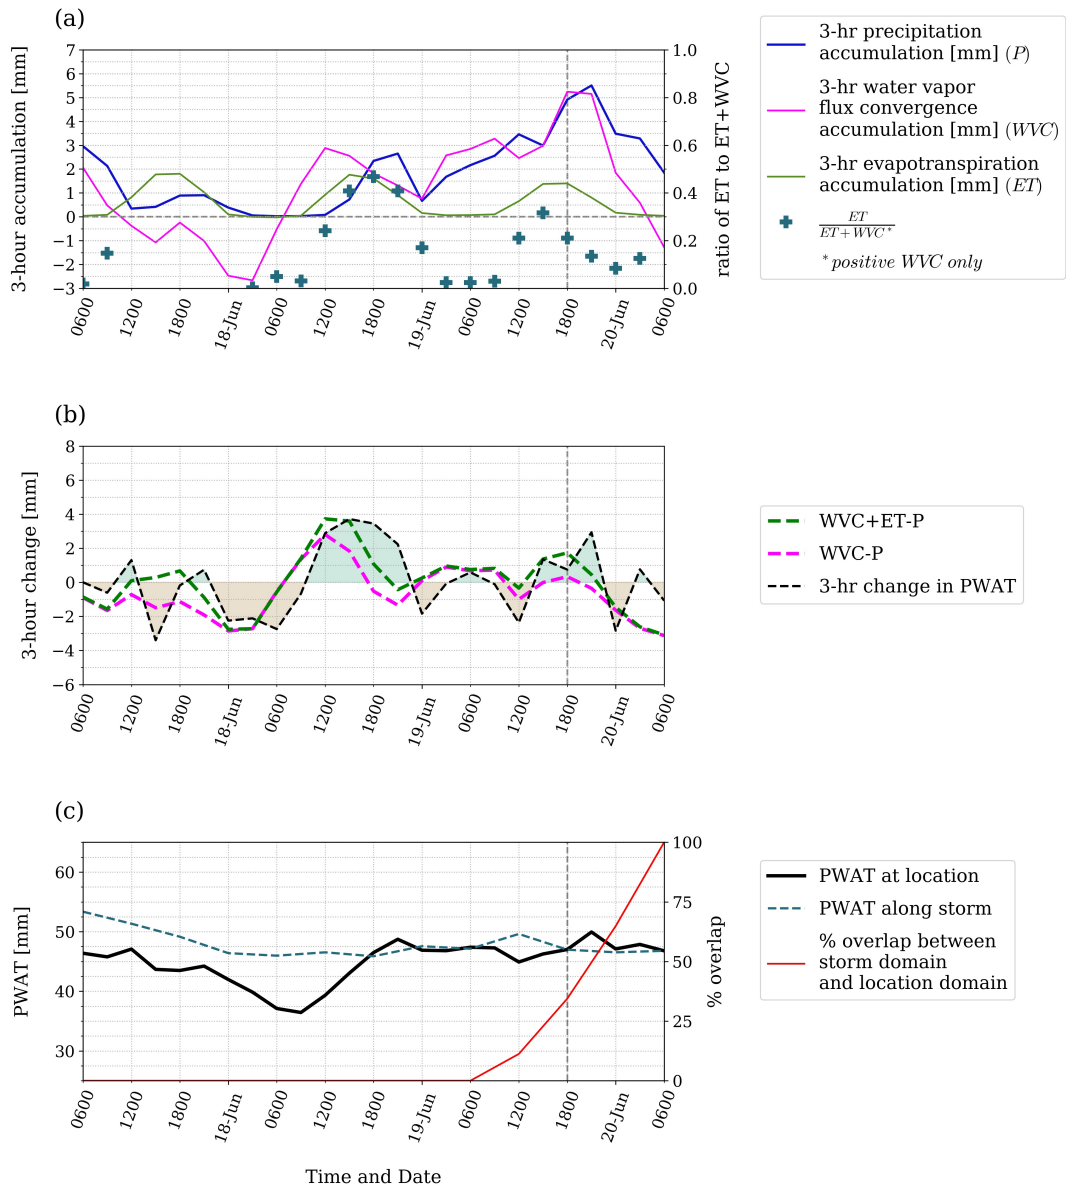 (a)
3-hour accumulation [mm]
7
6
5
4
3
2
1
0
−1
−2
−3
1.0
0.8
0.6
0.4
0.2
0.0
ratio of ET to ET+WVC
0600
1200
1800
18-Jun
0600
1200
1800
19-Jun
0600
1200
1800
20-Jun
0600
3-hr precipitation
accumulation [mm] (P)
3-hr water vapor
flux convergence
accumulation [mm] (WVC)
3-hr evapotranspiration
accumulation [mm] (ET)
ET
ET+WVC*
*positive WVC only
(b)
3-hour change [mm]
8
6
4
2
0
−2
−4
−6
0600
1200
1800
18-Jun
0600
1200
1800
19-Jun
0600
1200
1800
20-Jun
0600
WVC+ET-P
WVC-P
3-hr change in PWAT
(c)
PWAT [mm]
60
50
40
30
100
75
50
25
0
% overlap
0600
1200
1800
18-Jun
0600
1200
1800
19-Jun
0600
1200
1800
20-Jun
0600
Time and Date
PWAT at location
PWAT along storm
% overlap between
storm domain
and location domain